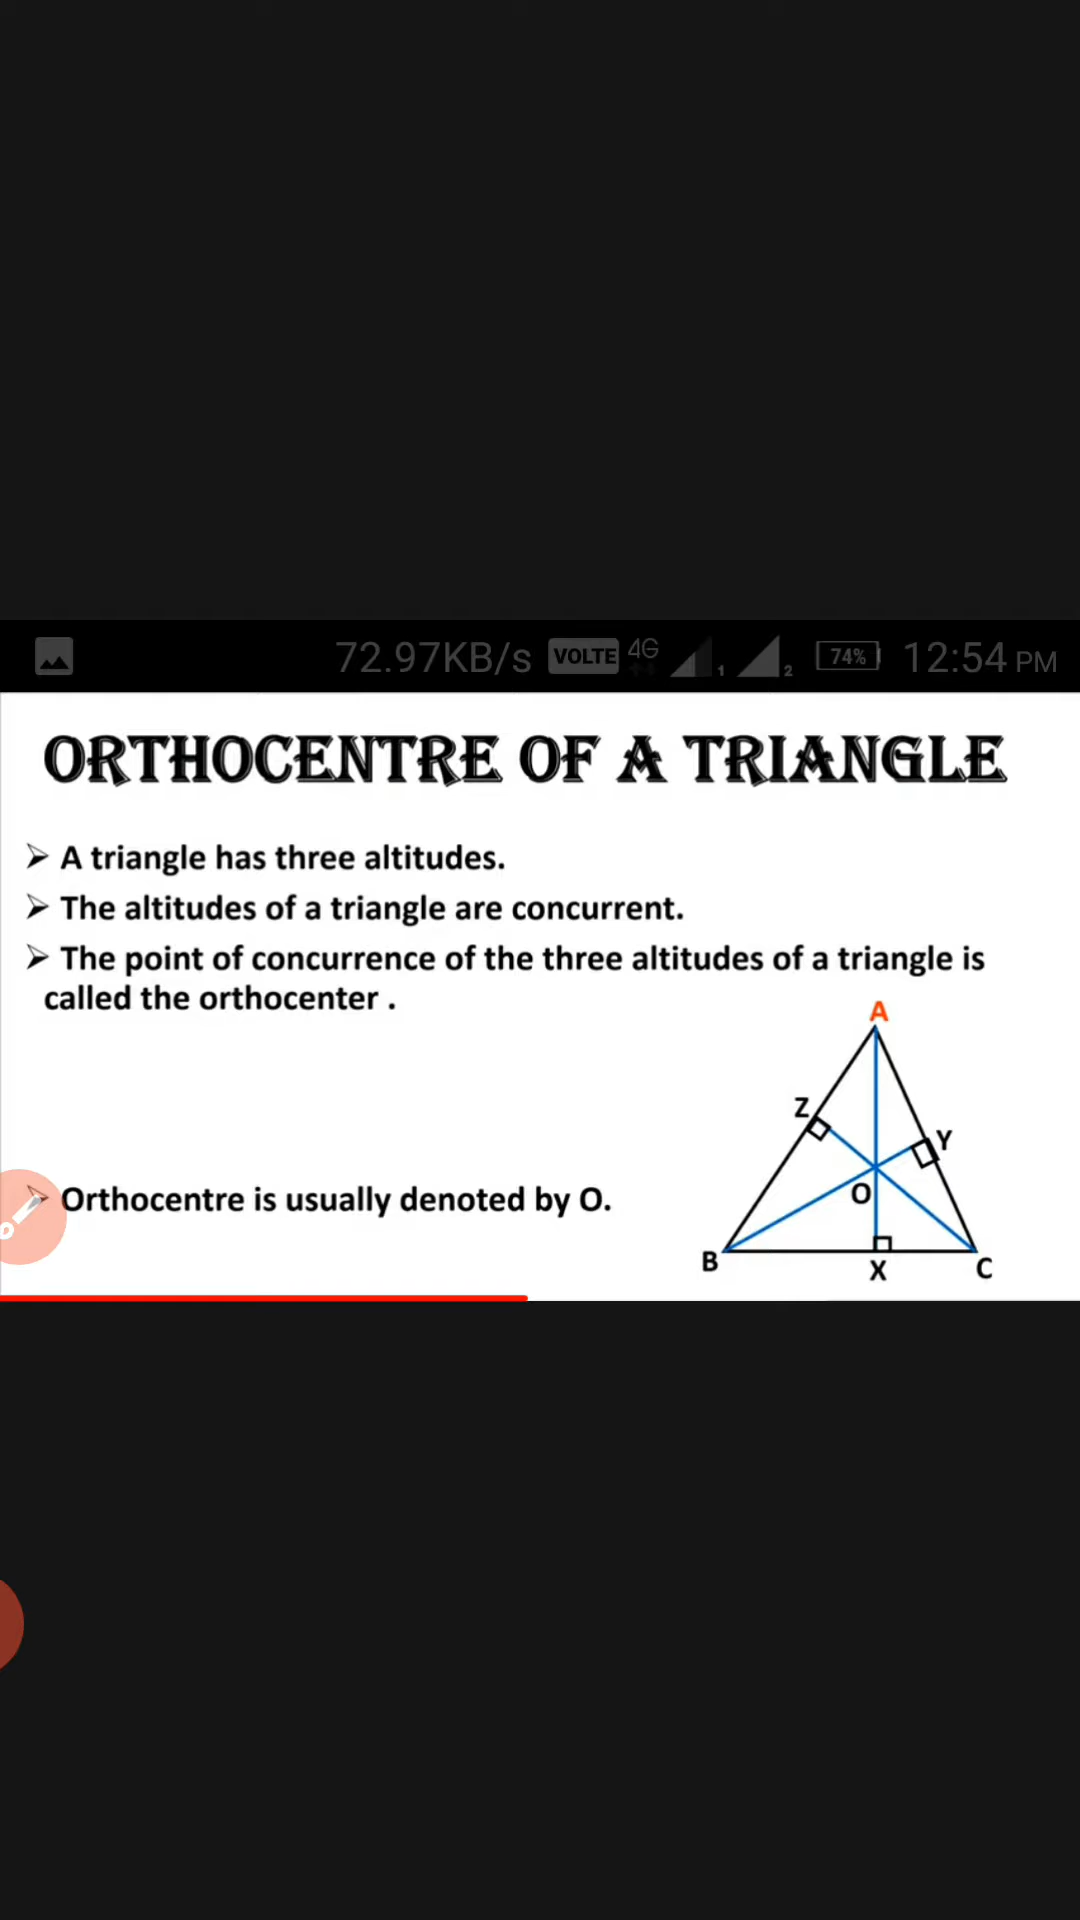 72.97KB/s VOLTE 4G 1 2 74% 12:54 PM
ORTHOCENTRE OF A TRIANGLE
➢ A triangle has three altitudes.
➢ The altitudes of a triangle are concurrent.
➢ The point of concurrence of the three altitudes of a triangle is
called the orthocenter .
A
Z
Y
➢ Orthocentre is usually denoted by O.
O
B
X
C